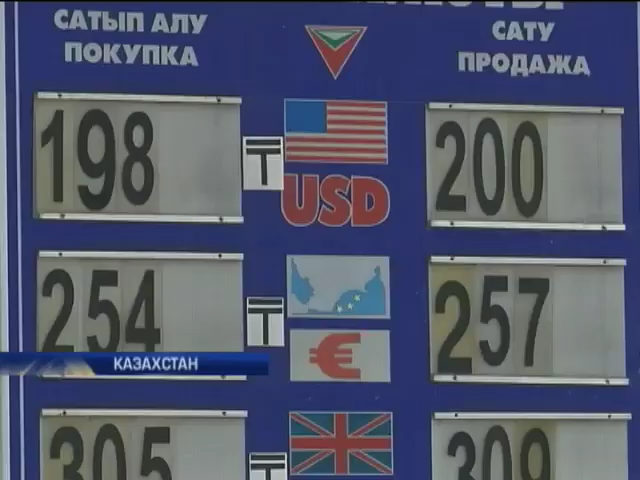 САТЫП АЛУ
ПОКУПКА
САТУ
ПРОДАЖА
198 ₸ USD 200
254 ₸ € 257
КАЗАХСТАН
305 ₸ 309